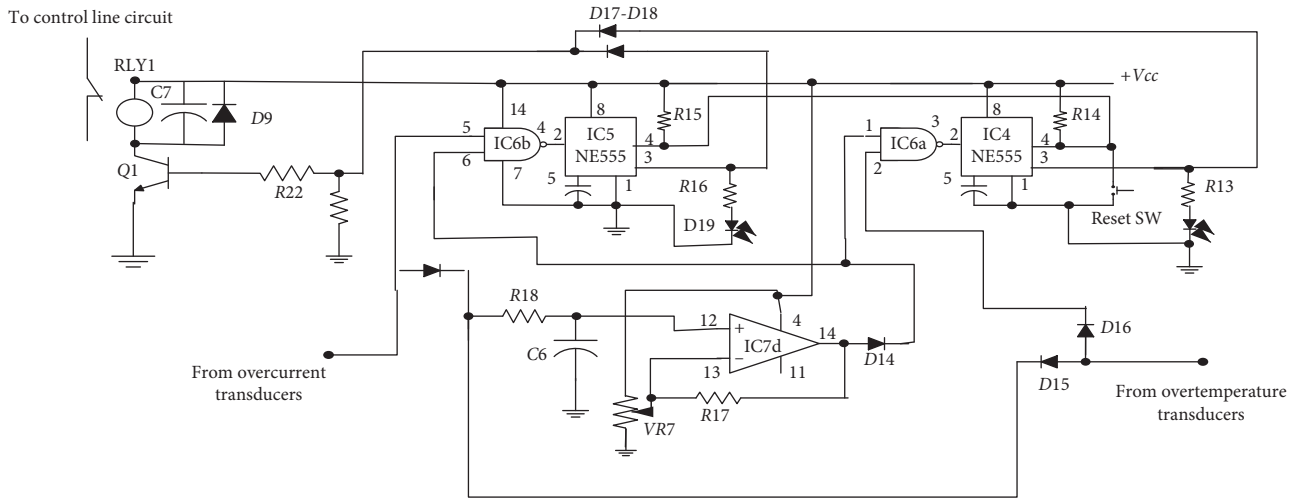 To control line circuit
D17-D18
RLY1
C7
D9
+Vcc
14
8
R15
8
R14
5
4
2
IC5
4
1
3
2
IC4
4
IC6b
NE555
3
IC6a
NE555
3
6
7
5
1
R16
2
5
1
R13
Q1
R22
D19
Reset SW
R18
12
+
4
14
D16
C6
IC7d
D14
−
13
11
D15
From overcurrent
transducers
R17
VR7
From overtemperature
transducers